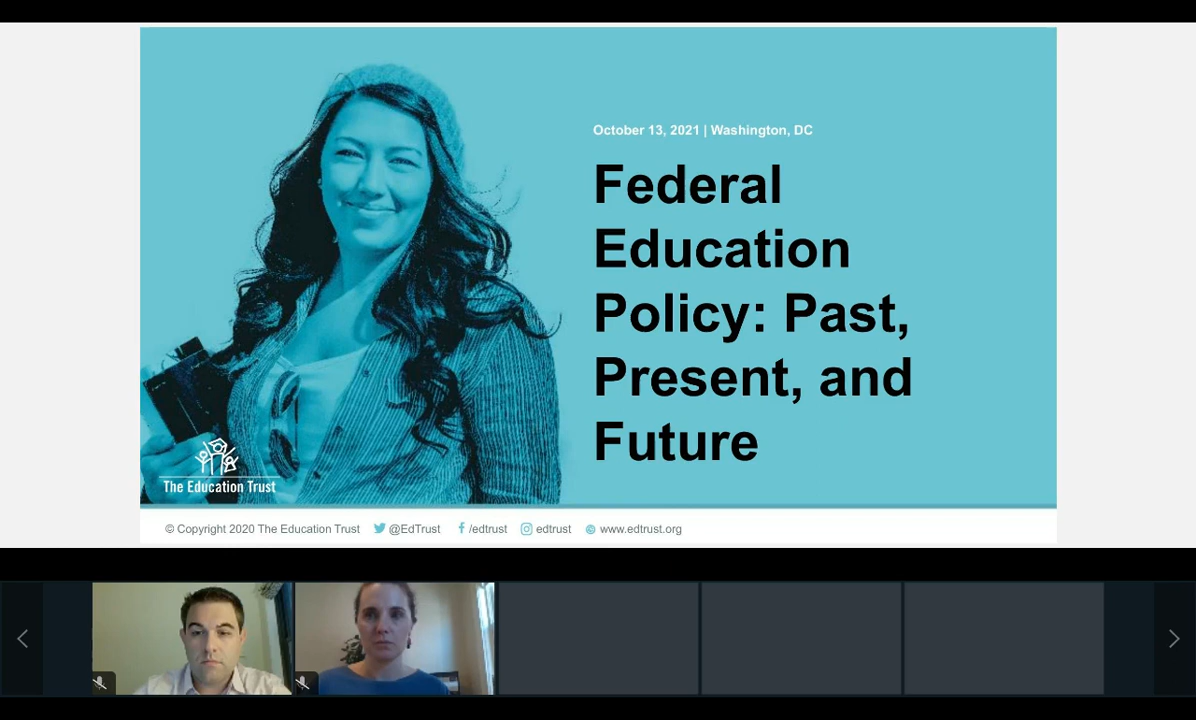 October 13, 2021 | Washington, DC
Federal
Education
Policy: Past,
Present, and
Future
The Education Trust
© Copyright 2020 The Education Trust @EdTrust /edtrust edtrust www.edtrust.org